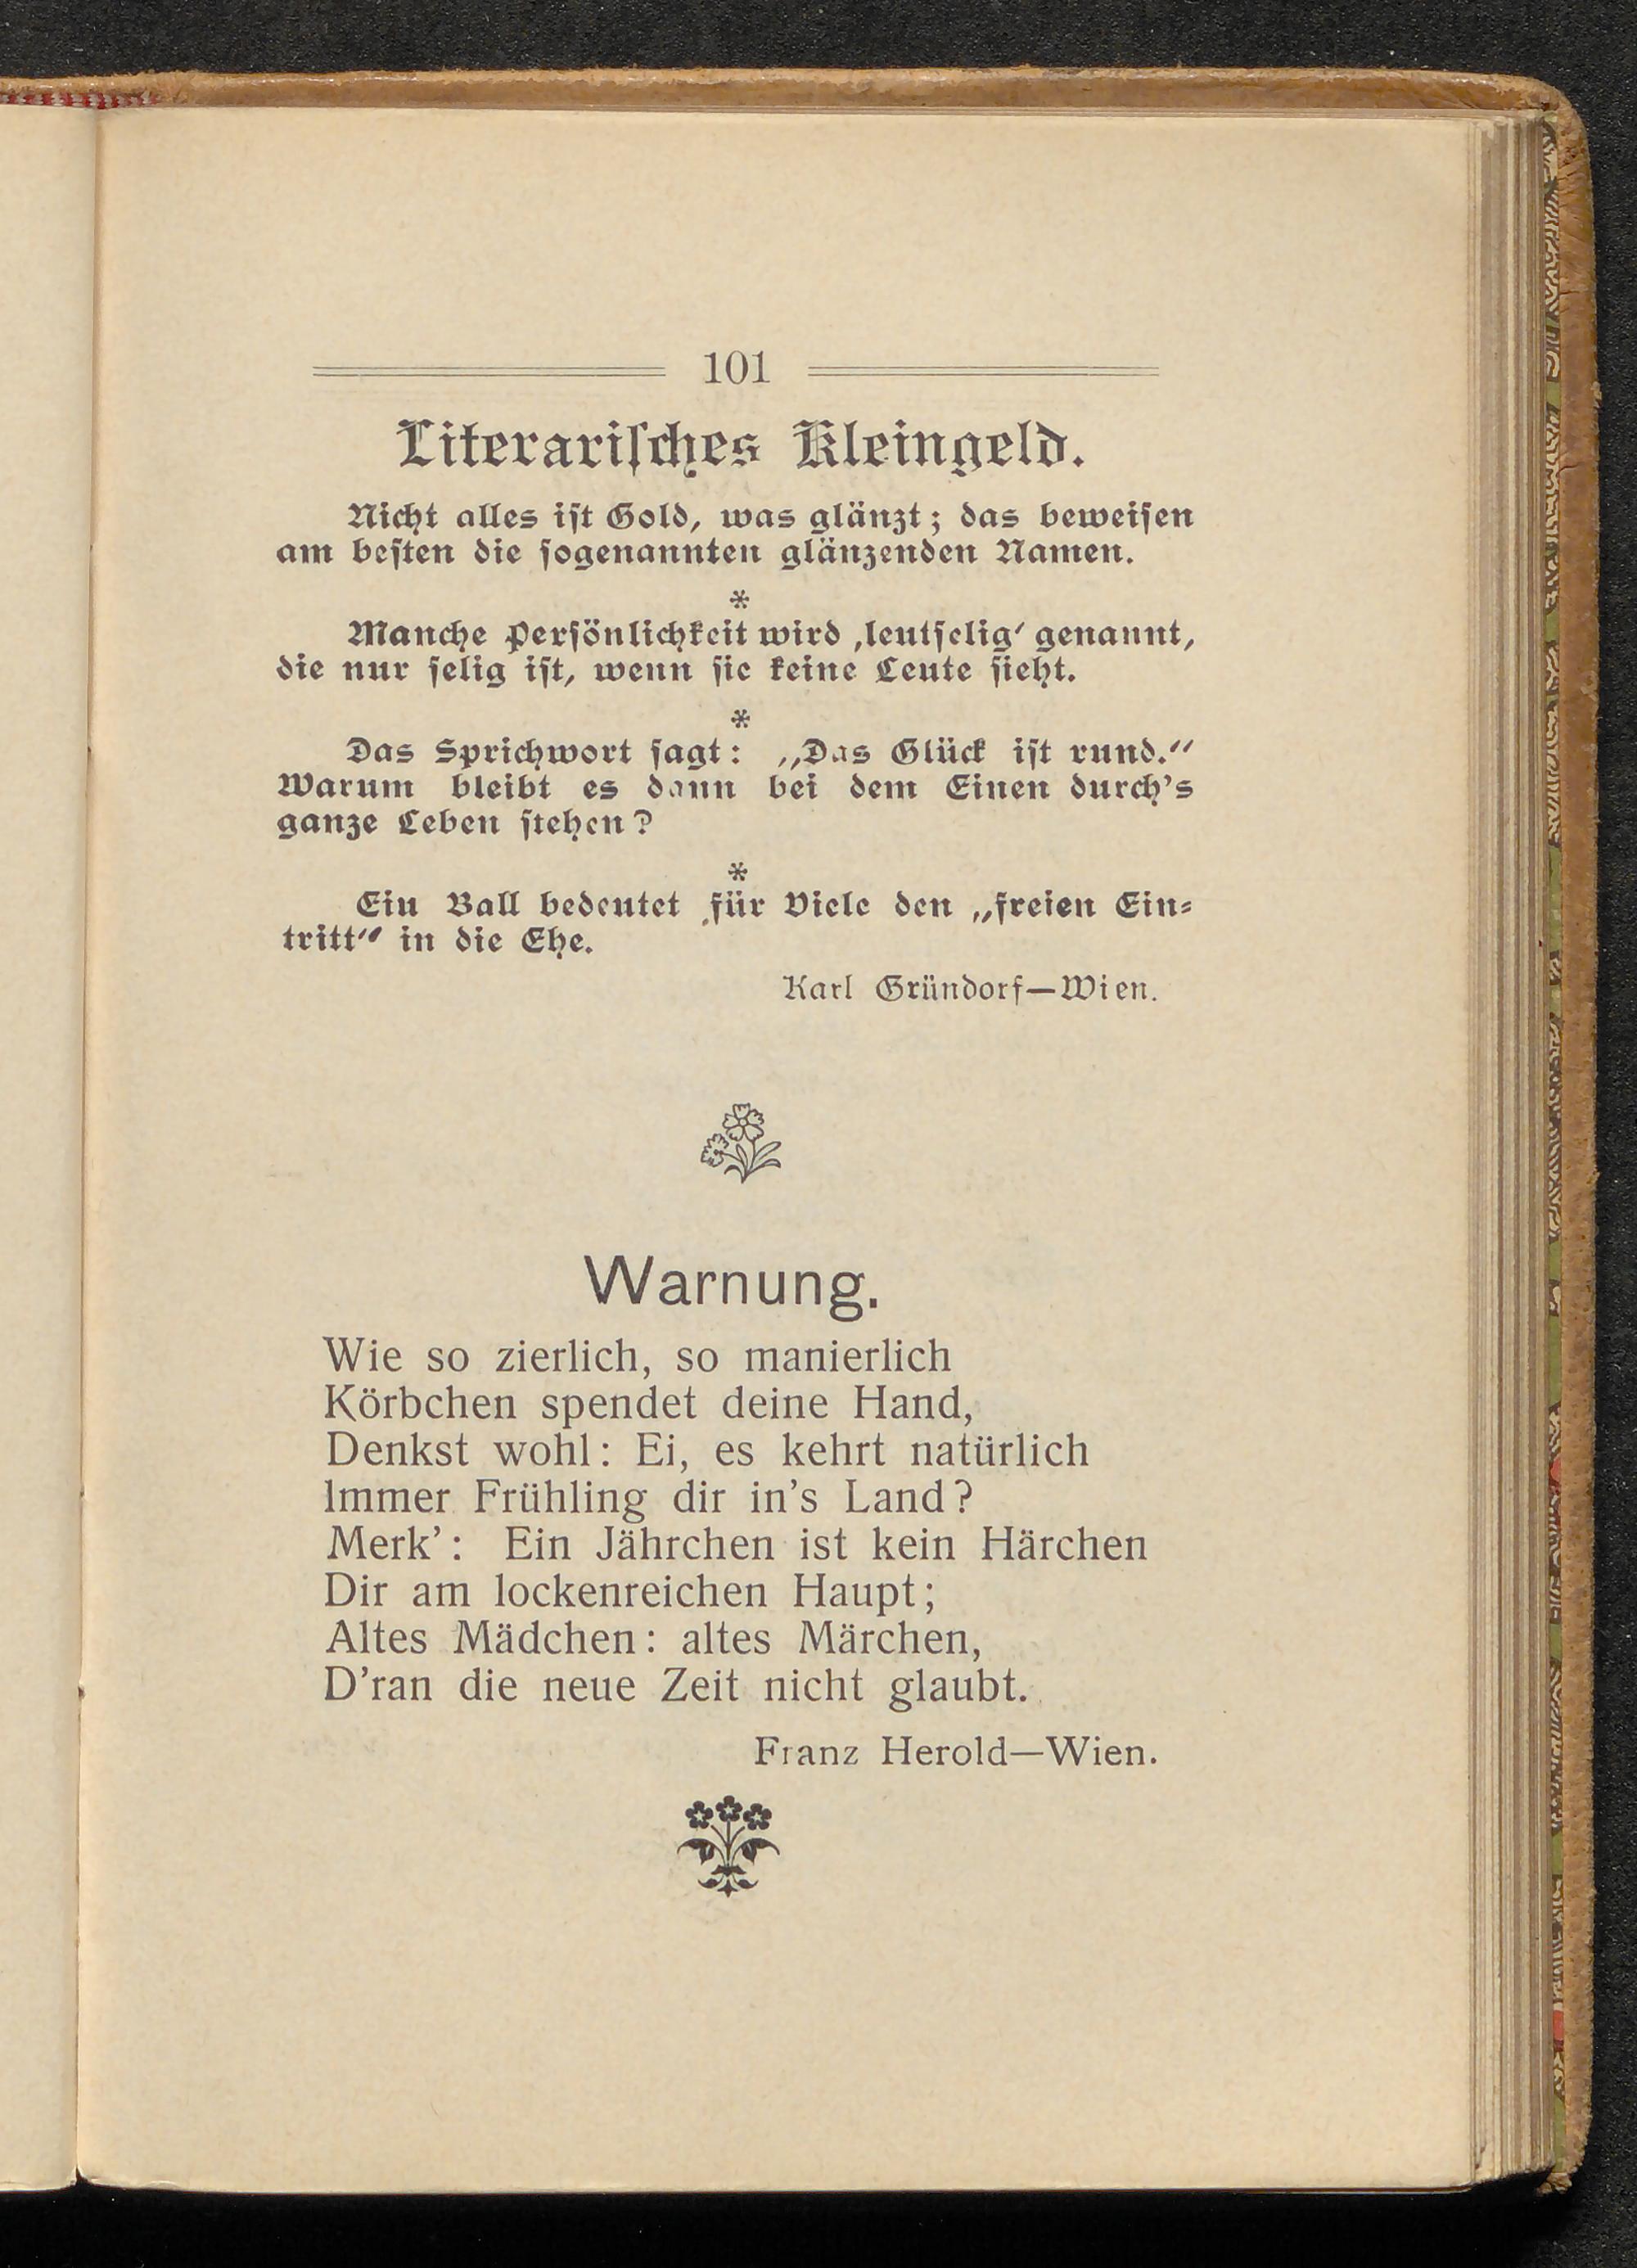 101
Literariſches Kleingeld.
Nicht alles iſt Gold, was glänzt; das beweiſen
am beſten die ſogenannten glänzenden Namen.
*
Manche Perſönlichkeit wird ‚leutſelig‘ genannt,
die nur ſelig iſt, wenn ſie keine Leute ſieht.
*
Das Sprichwort ſagt: „Das Glück iſt rund.“
Warum bleibt es dann bei dem Einen durch's
ganze Leben ſtehen?
*
Ein Ball bedeutet für Viele den „freien Ein-
tritt“ in die Ehe.
Karl Gründorf—Wien.
Warnung.
Wie so zierlich, so manierlich
Körbchen spendet deine Hand,
Denkst wohl: Ei, es kehrt natürlich
Immer Frühling dir in's Land?
Merk': Ein Jährchen ist kein Härchen
Dir am lockenreichen Haupt;
Altes Mädchen: altes Märchen,
D'ran die neue Zeit nicht glaubt.
Franz Herold—Wien.